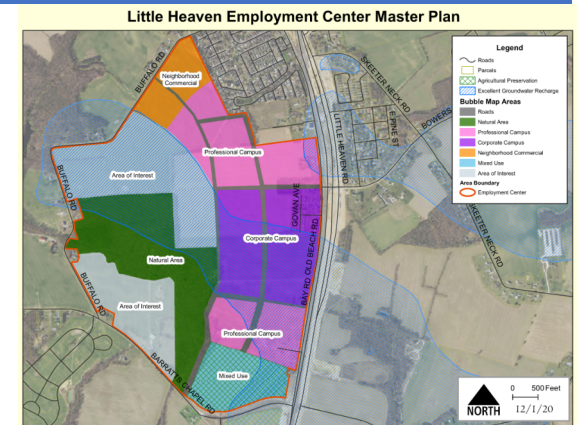 Little Heaven Employment Center Master Plan
BUFFALO RD
Neighborhood
Commercial
SKEETER NECK RD
LITTLE HEAVEN RD
E PINE ST
BOWERS
Professional Campus
Area of Interest
BUFFALO RD
GOVAN AVE
Corporate Campus
SKEETER NECK RD
BAY RD OLD BEACH RD
Natural Area
BUFFALO RD
Area of Interest
Professional Campus
Mixed Use
BARRATTS CHAPEL RD
Legend
Roads
Parcels
Agricultural Preservation
Excellent Groundwater Recharge
Bubble Map Areas
Roads
Natural Area
Professional Campus
Corporate Campus
Neighborhood Commercial
Mixed Use
Area of Interest
Area Boundary
Employment Center
NORTH
0 500 Feet
12/1/20